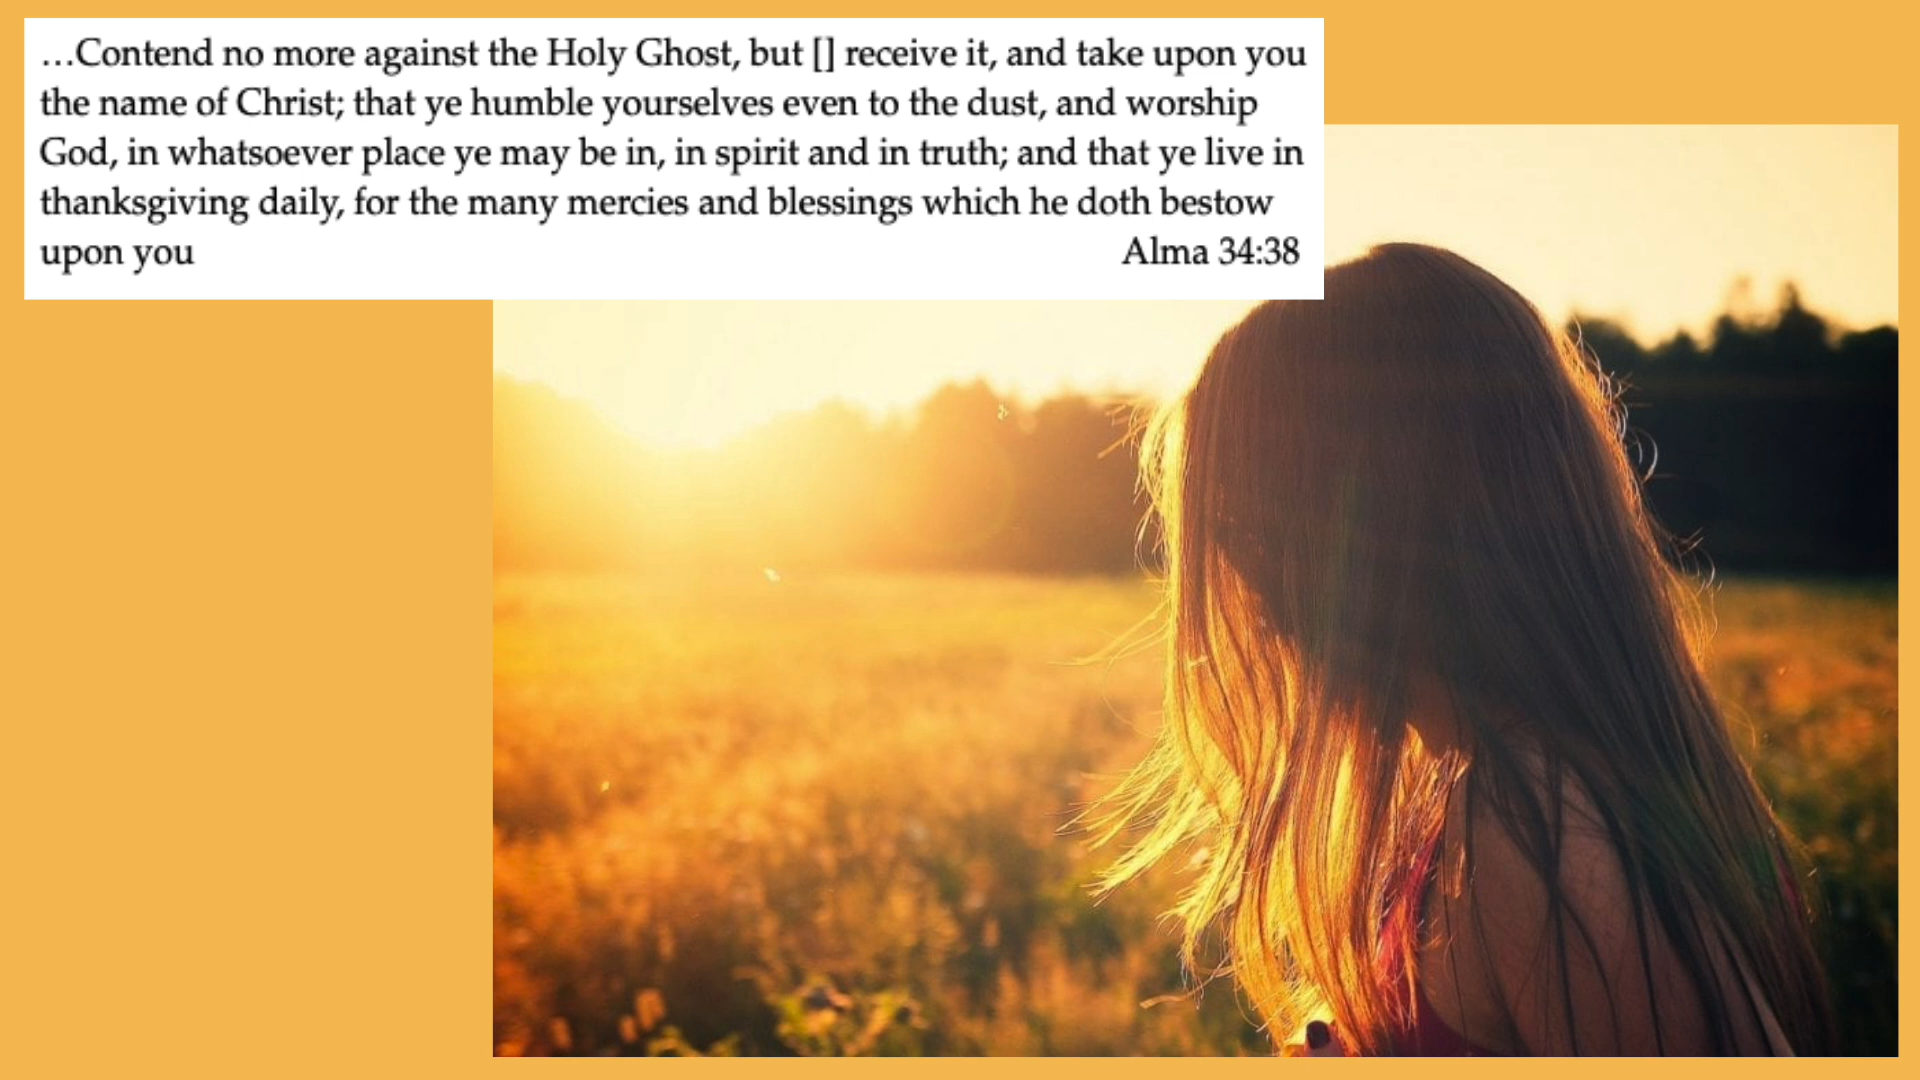 …Contend no more against the Holy Ghost, but [] receive it, and take upon you
the name of Christ; that ye humble yourselves even to the dust, and worship
God, in whatsoever place ye may be in, in spirit and in truth; and that ye live in
thanksgiving daily, for the many mercies and blessings which he doth bestow
upon you Alma 34:38